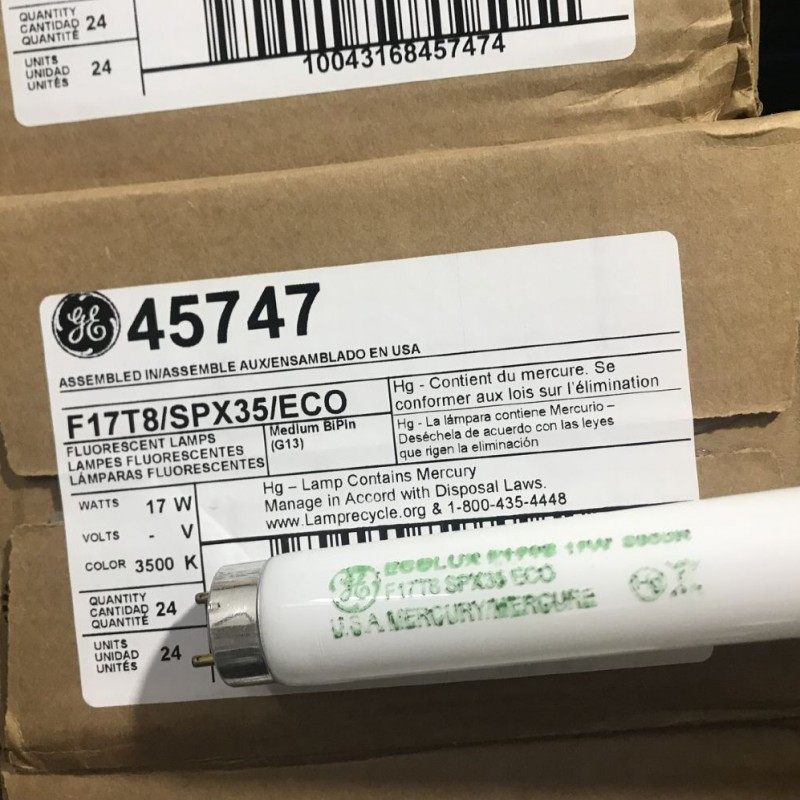 QUANTITY
CANTIDAD 24
QUANTITÉ
UNITS
UNIDAD 24
UNITÉS
10043168457474
GE 45747
ASSEMBLED IN/ASSEMBLE AUX/ENSAMBLADO EN USA
F17T8/SPX35/ECO
FLUORESCENT LAMPS
LAMPES FLUORESCENTES
LÁMPARAS FLUORESCENTES
Medium BiPin
(G13)
Hg - Contient du mercure. Se
conformer aux lois sur l'élimination
Hg - La lámpara contiene Mercurio –
Deséchela de acuerdo con las leyes
que rigen la eliminación
WATTS 17 W
VOLTS - V
COLOR 3500 K
Hg – Lamp Contains Mercury
Manage in Accord with Disposal Laws.
www.Lamprecycle.org & 1-800-435-4448
QUANTITY
CANTIDAD 24
QUANTITÉ
UNITS
UNIDAD 24
UNITÉS
GE ECOLUX 17W
F17T8 SPX35 ECO
U.S.A. MERCURY/MERCURE
Hg